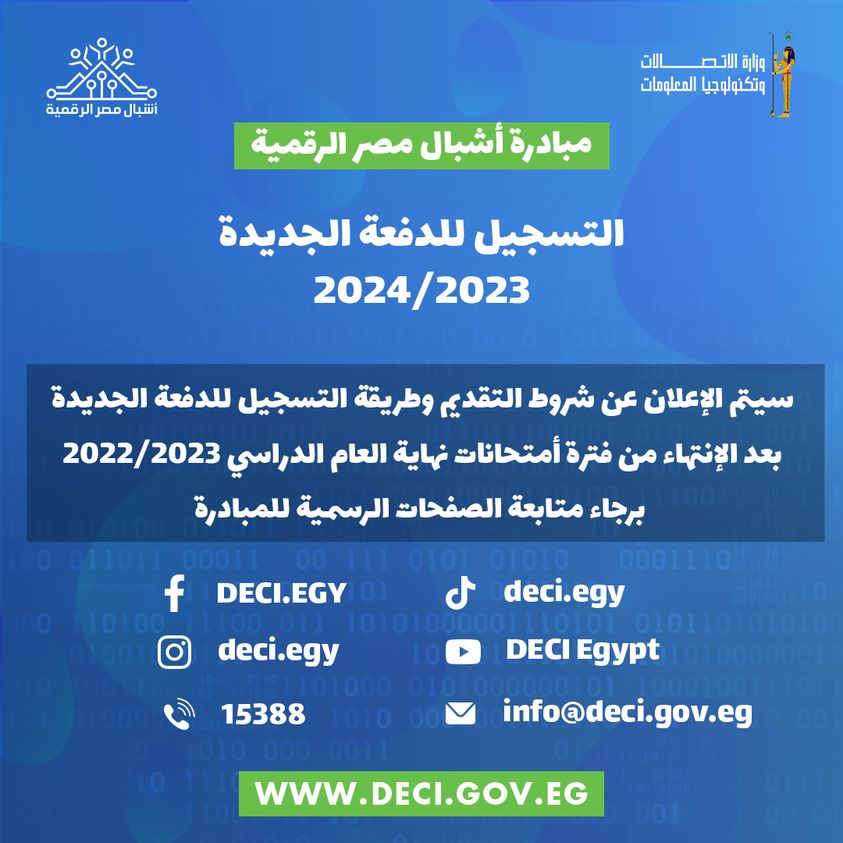 وزارة الاتصالات
وتكنولوجيا المعلومات
أشبال مصر الرقمية
مبادرة أشبال مصر الرقمية
التسجيل للدفعة الجديدة
2024/2023
سيتم الإعلان عن شروط التقديم وطريقة التسجيل للدفعة الجديدة
بعد الإنتهاء من فترة أمتحانات نهاية العام الدراسي 2022/2023
برجاء متابعة الصفحات الرسمية للمبادرة
DECI.EGY
deci.egy
deci.egy
DECI Egypt
15388
info@deci.gov.eg
WWW.DECI.GOV.EG